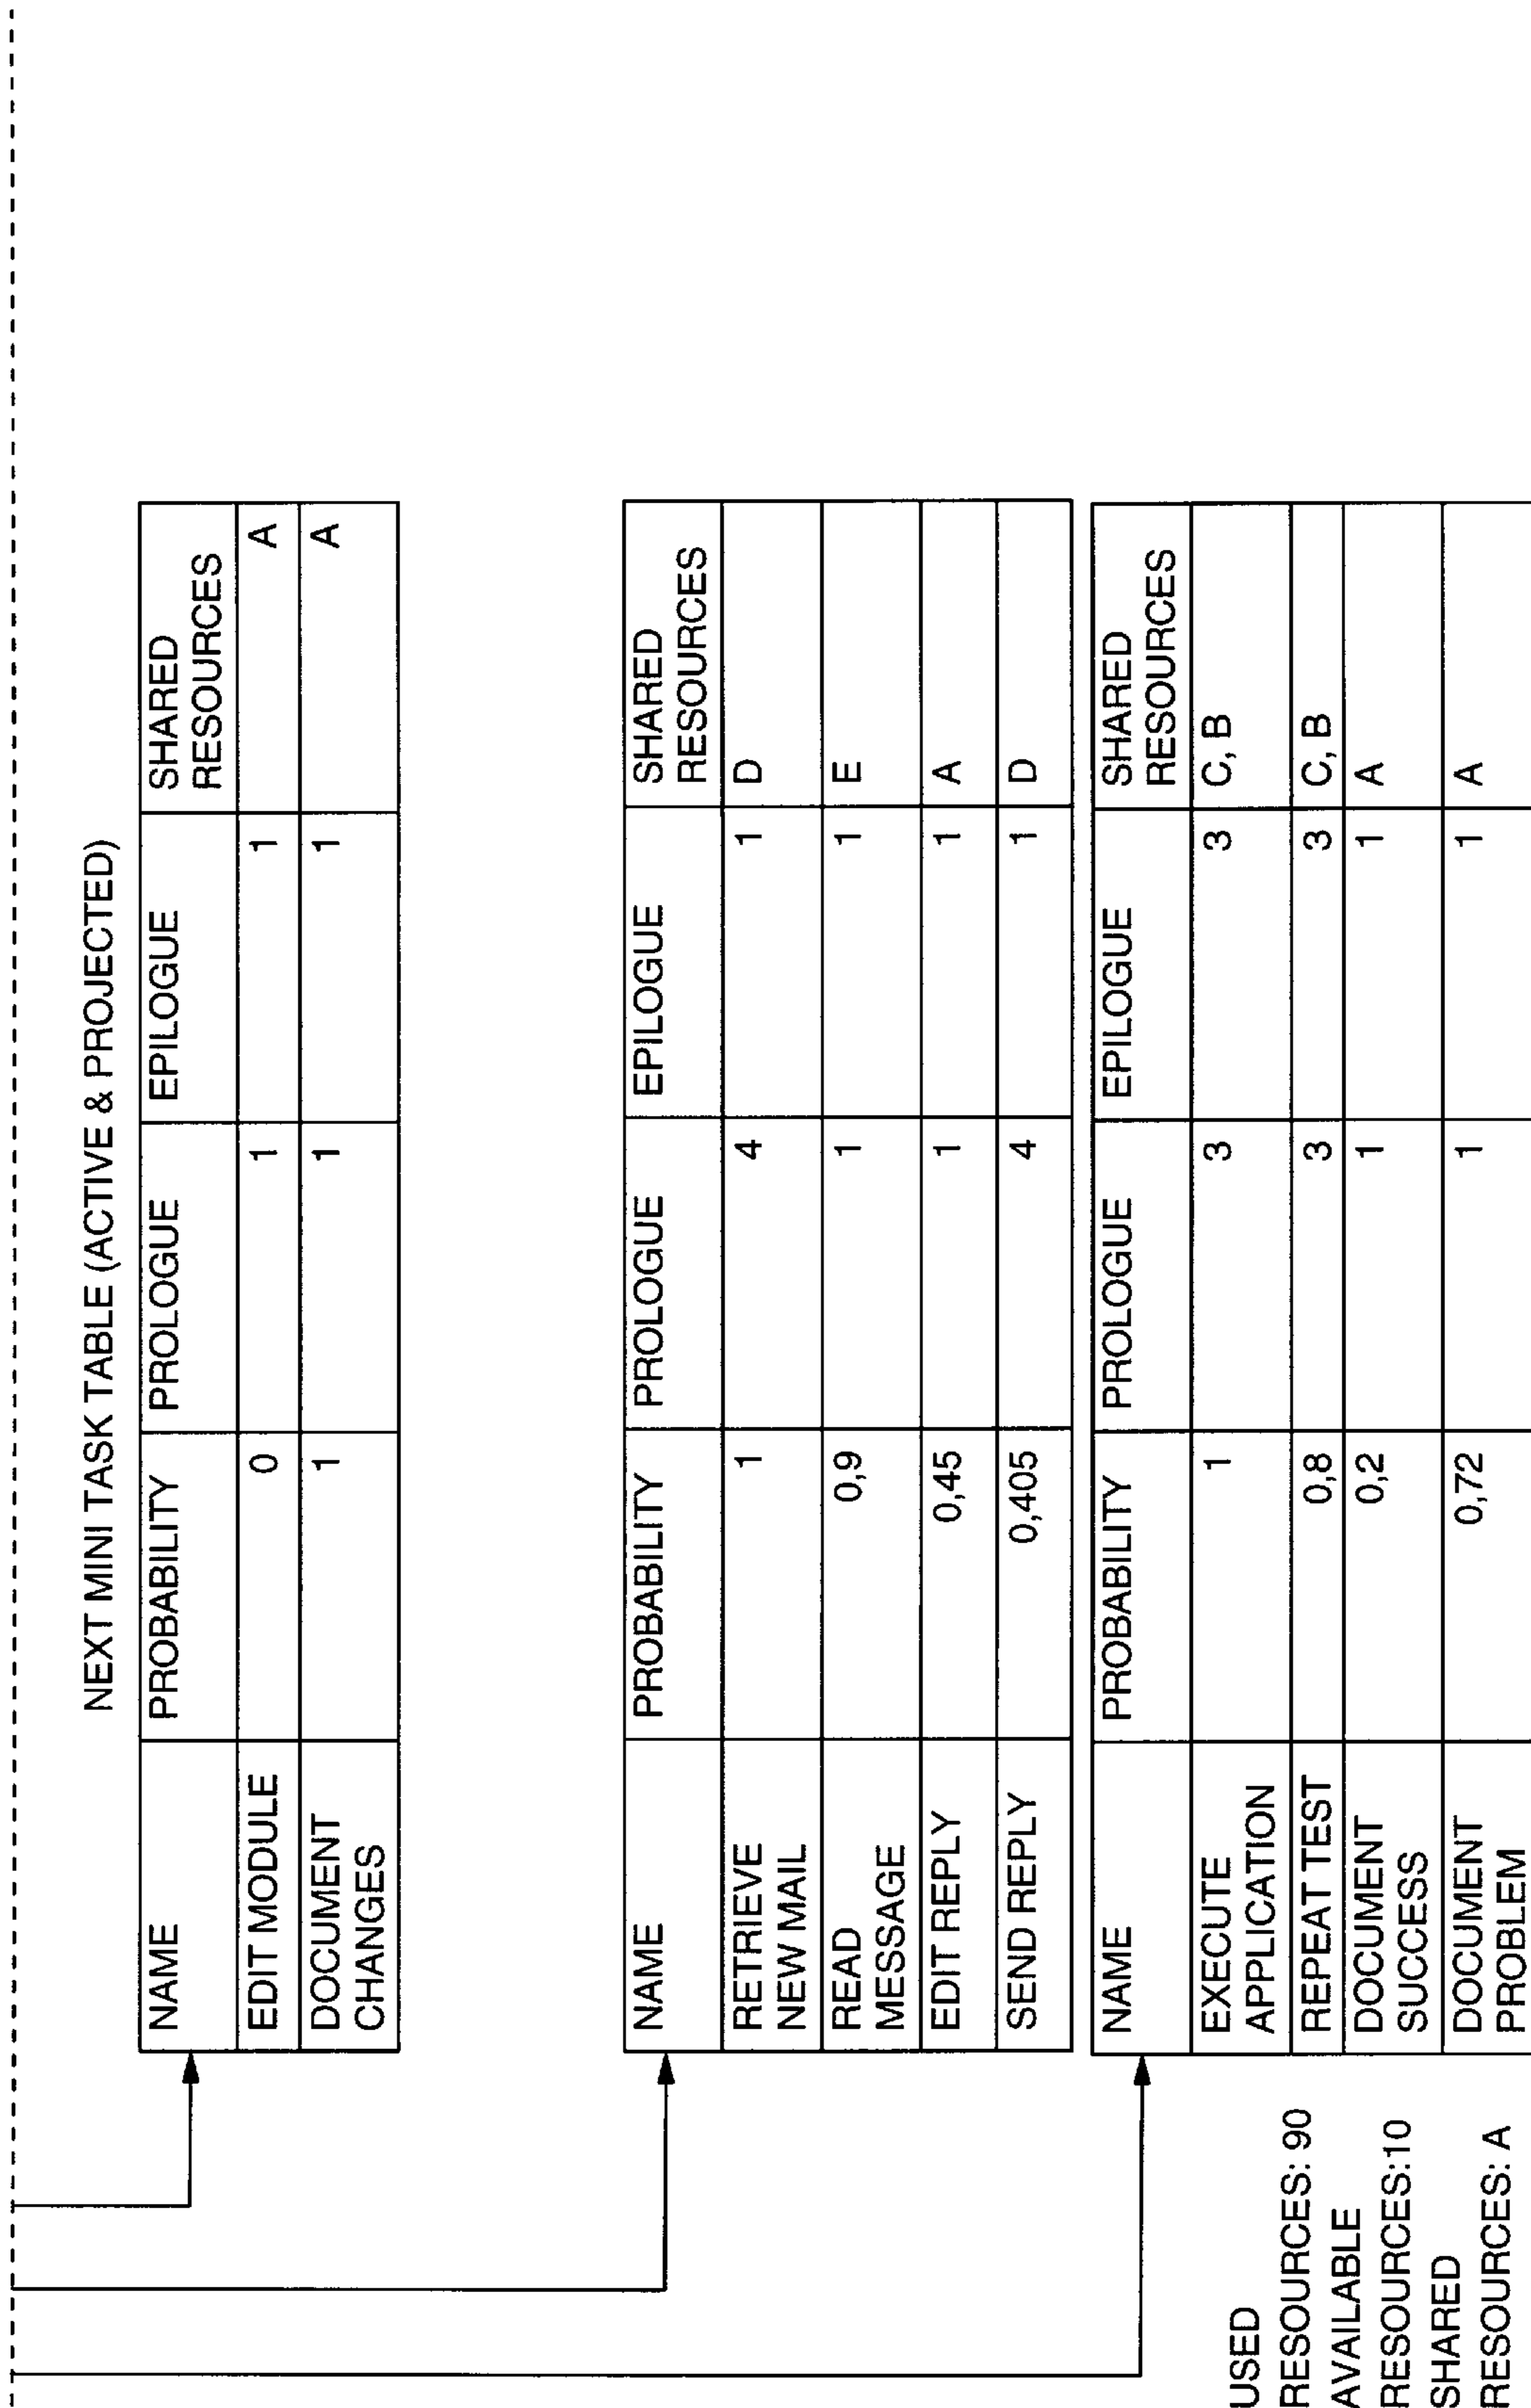 NEXT MINI TASK TABLE (ACTIVE & PROJECTED)
NAME PROBABILITY PROLOGUE EPILOGUE SHARED
RESOURCES
EDIT MODULE 0 1 1 A
DOCUMENT 1 1 1 A
CHANGES
NAME PROBABILITY PROLOGUE EPILOGUE SHARED
RESOURCES
RETRIEVE 1 4 1 D
NEW MAIL
READ 0,9 1 1 E
MESSAGE
EDIT REPLY 0,45 1 1 A
SEND REPLY 0,405 4 1 D
NAME PROBABILITY PROLOGUE EPILOGUE SHARED
RESOURCES
EXECUTE 1 3 3 C, B
APPLICATION
REPEAT TEST 0,8 3 3 C, B
DOCUMENT 0,2 1 1 A
SUCCESS
DOCUMENT 0,72 1 1 A
PROBLEM
USED
RESOURCES: 90
AVAILABLE
RESOURCES:10
SHARED
RESOURCES: A